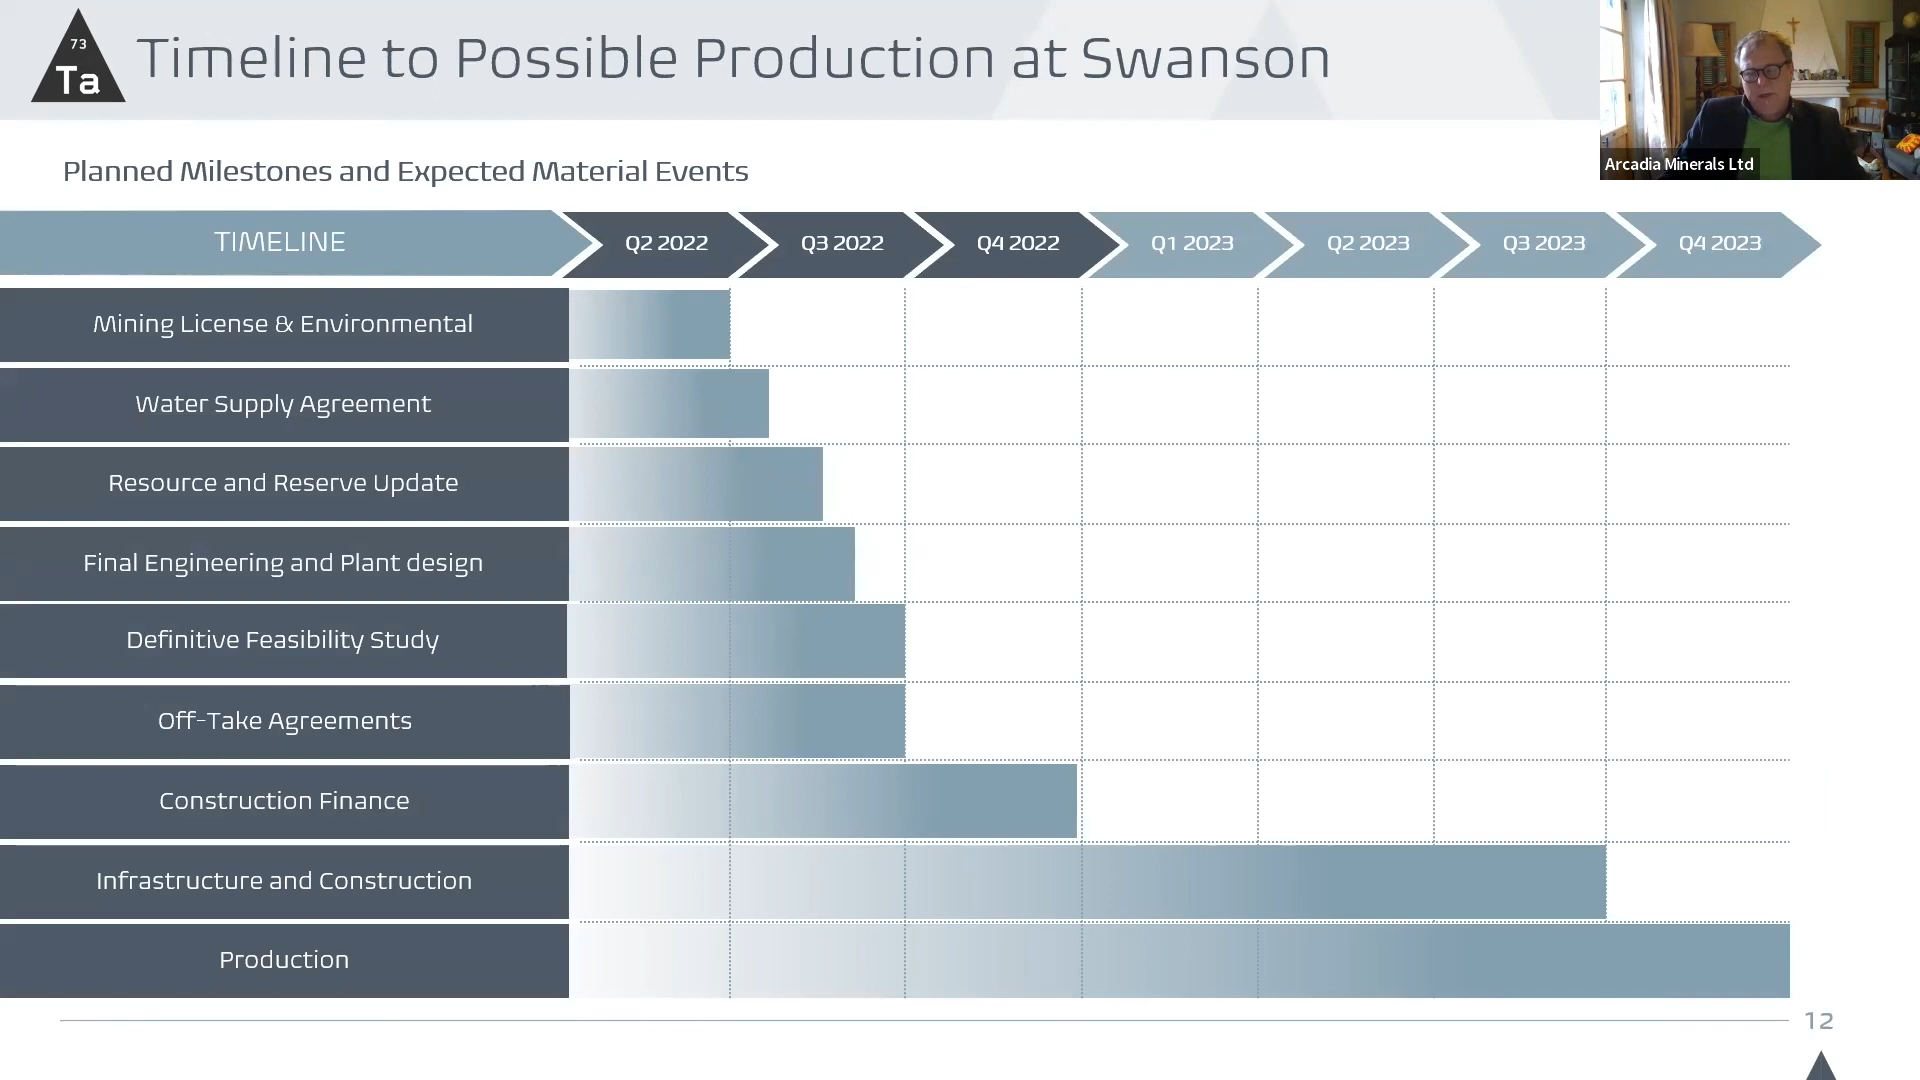 73
Ta
Timeline to Possible Production at Swanson
Arcadia Minerals Ltd
Planned Milestones and Expected Material Events
TIMELINE
Q2 2022
Q3 2022
Q4 2022
Q1 2023
Q2 2023
Q3 2023
Q4 2023
Mining License & Environmental
Water Supply Agreement
Resource and Reserve Update
Final Engineering and Plant design
Definitive Feasibility Study
Off-Take Agreements
Construction Finance
Infrastructure and Construction
Production
12